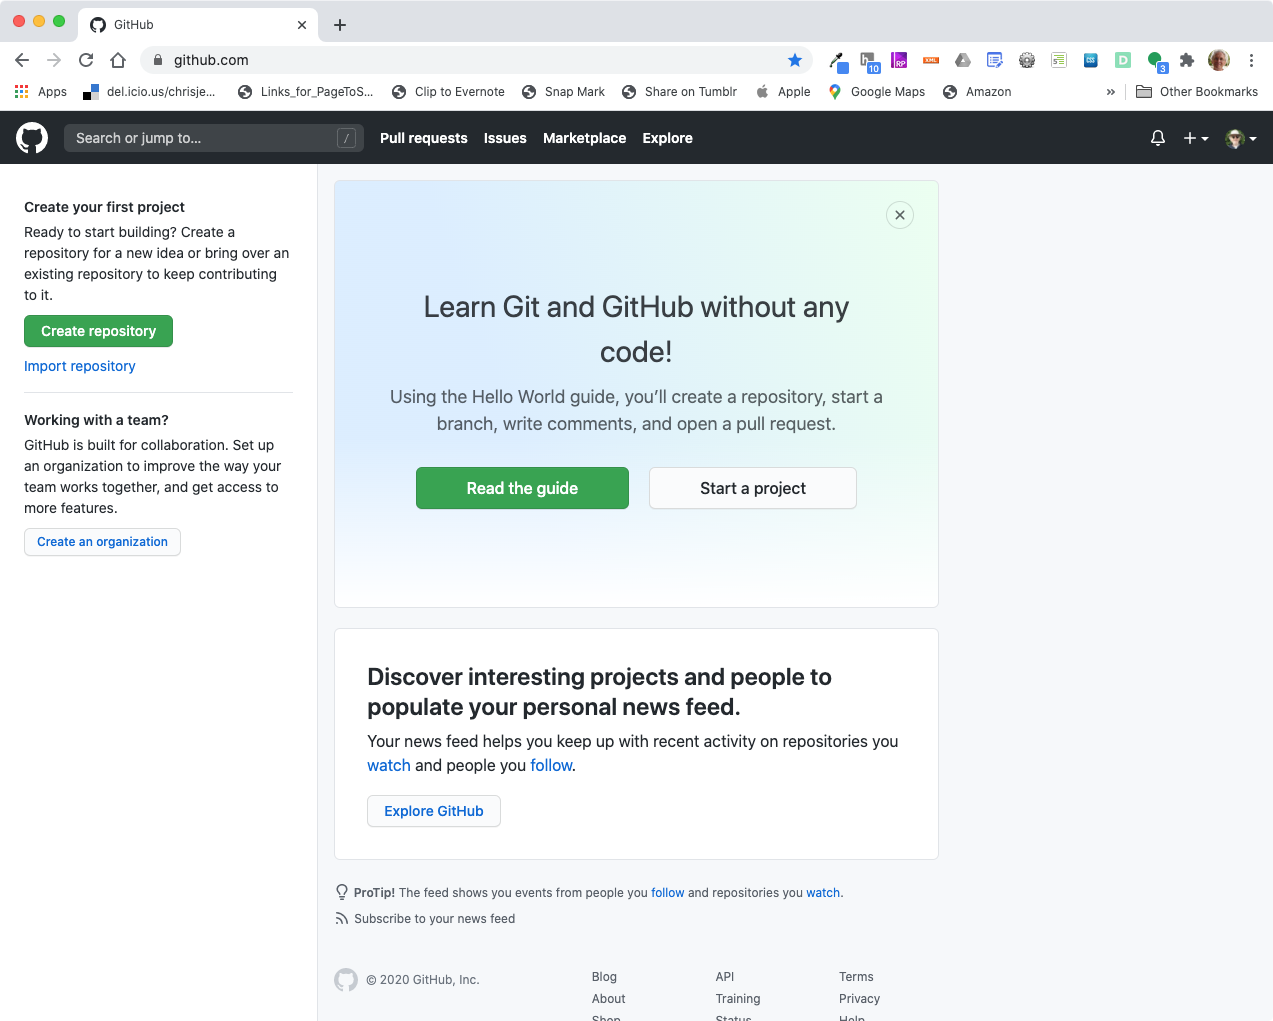 GitHub
github.com
10
RP
XML
CSS
D
3
Apps
del.icio.us/chrisje...
Links_for_PageToS...
Clip to Evernote
Snap Mark
Share on Tumblr
Apple
Google Maps
Amazon
»
Other Bookmarks
Search or jump to...
/
Pull requests
Issues
Marketplace
Explore
Create your first project
Ready to start building? Create a
repository for a new idea or bring over an
existing repository to keep contributing
to it.
Create repository
Import repository
Working with a team?
GitHub is built for collaboration. Set up
an organization to improve the way your
team works together, and get access to
more features.
Create an organization
Learn Git and GitHub without any
code!
Using the Hello World guide, you’ll create a repository, start a
branch, write comments, and open a pull request.
Read the guide
Start a project
Discover interesting projects and people to
populate your personal news feed.
Your news feed helps you keep up with recent activity on repositories you
watch and people you follow.
Explore GitHub
ProTip! The feed shows you events from people you follow and repositories you watch.
Subscribe to your news feed
© 2020 GitHub, Inc.
Blog
About
Shop
API
Training
Status
Terms
Privacy
Help